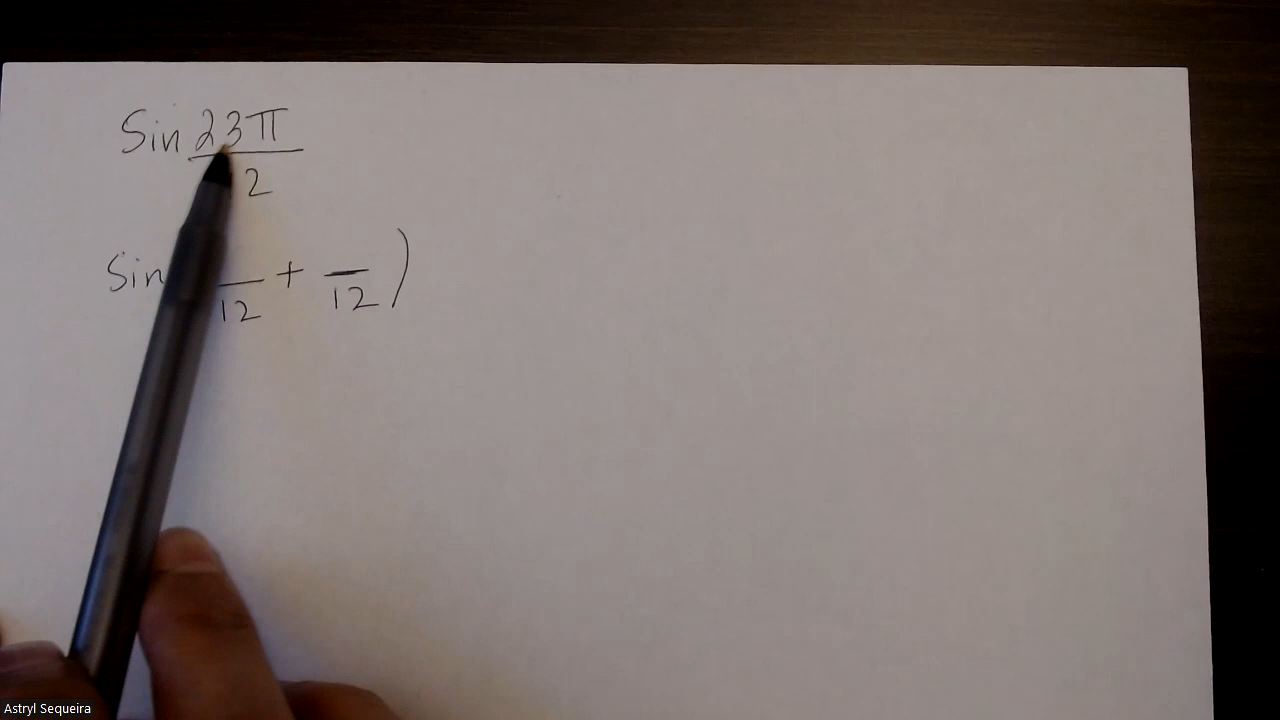 Sin 23π
2
Sin
12 + 12 )
Astryl Sequeira